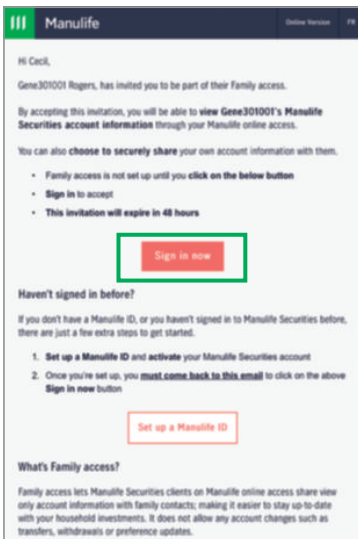 Manulife
Online Version
FR
Hi Cecil,
Gene301001 Rogers, has invited you to be part of their Family access.
By accepting this invitation, you will be able to view Gene301001's Manulife
Securities account information through your Manulife online access.
You can also choose to securely share your own account information with them.
• Family access is not set up until you click on the below button
• Sign in to accept
• This invitation will expire in 48 hours
Sign in now
Haven't signed in before?
If you don't have a Manulife ID, or you haven't signed in to Manulife Securities before,
there are just a few extra steps to get started.
1. Set up a Manulife ID and activate your Manulife Securities
account
2. Once you're set up, you must come back to this email to click on the above
Sign in now button
Set up a Manulife ID
What's Family access?
Family access lets Manulife Securities clients on Manulife online access share view
only account information with family contacts; making it easier to stay up-to-date
with your household investments. It does not allow any account changes such as
transfers, withdrawals or preference updates.